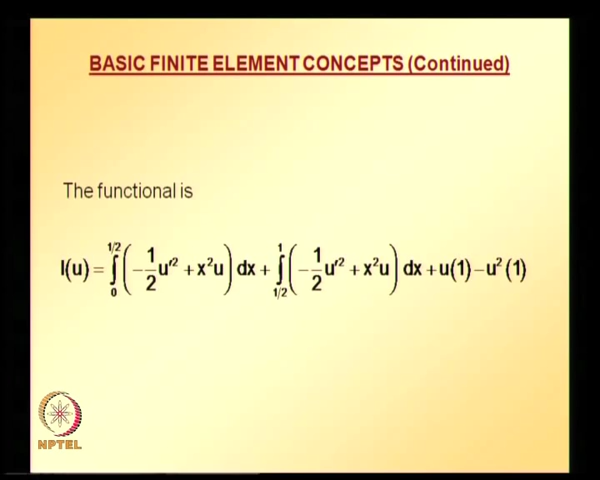 BASIC FINITE ELEMENT CONCEPTS (Continued)
The functional is
I(u) = ∫₀^{1/2} (−1/2 u′² + x²u) dx + ∫_{1/2}^{1} (−1/2 u′² + x²u) dx + u(1) − u²(1)
NPTEL